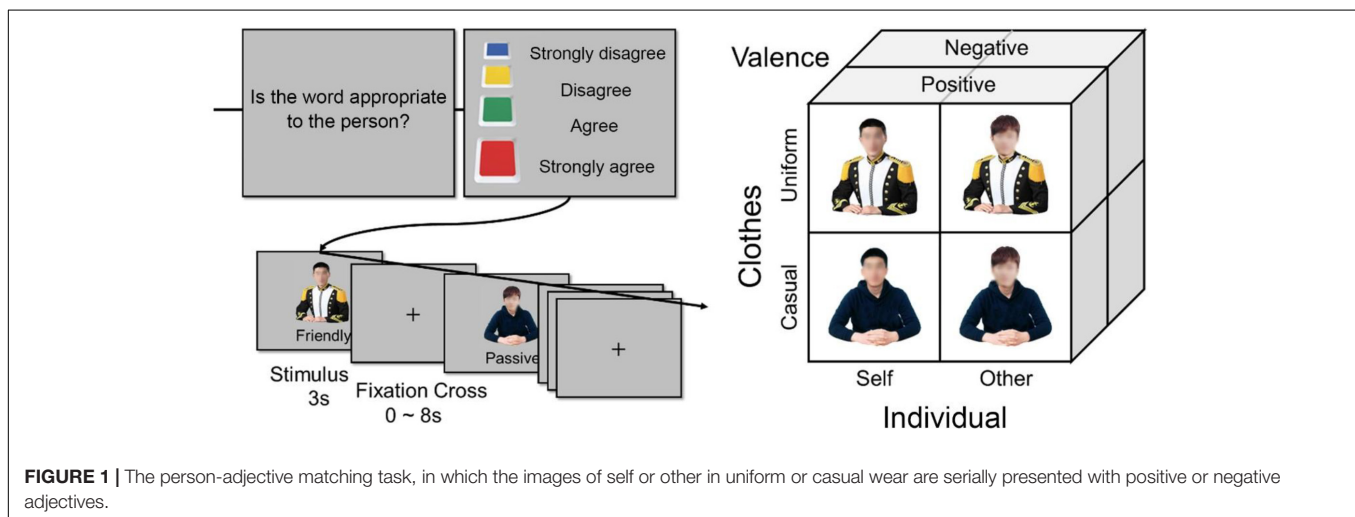 Is the word appropriate
to the person?
Strongly disagree
Disagree
Agree
Strongly agree
Friendly
+
Passive
+
Stimulus
3s
Fixation Cross
0 ~ 8s
Valence
Negative
Positive
Clothes
Uniform
Casual
Self
Other
Individual
FIGURE 1 | The person-adjective matching task, in which the images of self or other in uniform or casual wear are serially presented with positive or negative
adjectives.